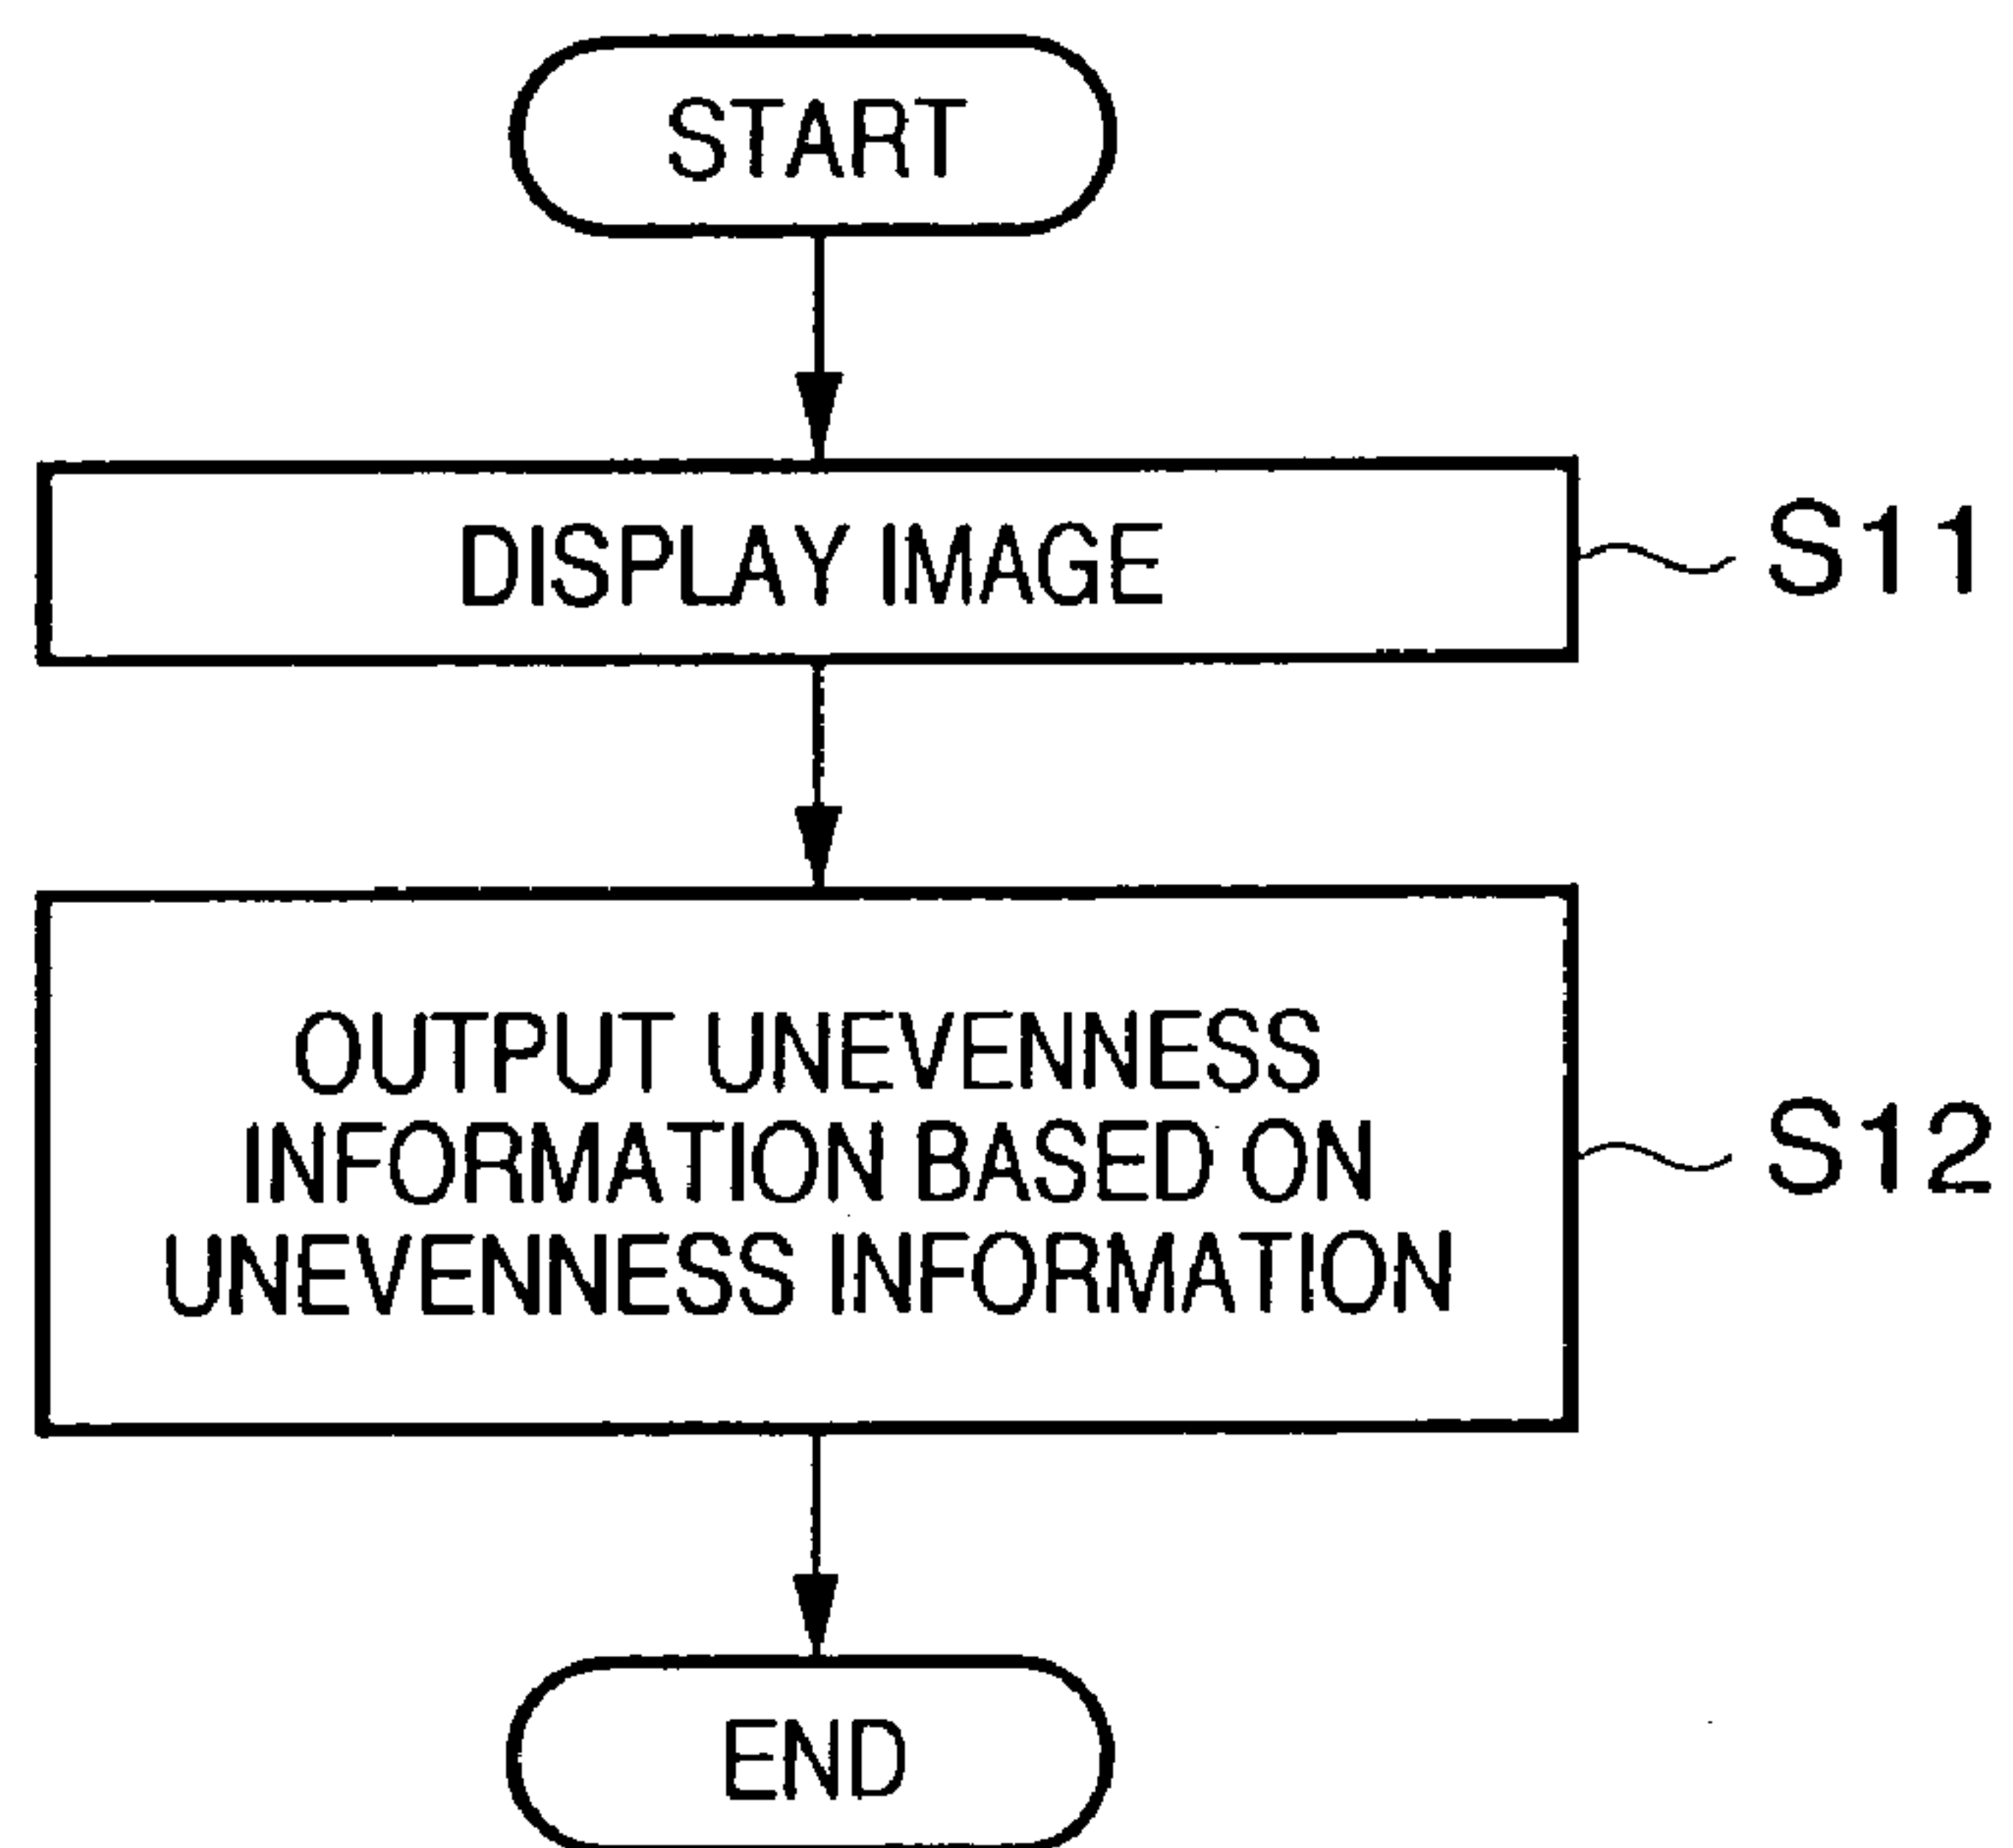 START
DISPLAY IMAGE
S11
OUTPUT UNEVENNESS
INFORMATION BASED ON
UNEVENNESS INFORMATION
S12
END